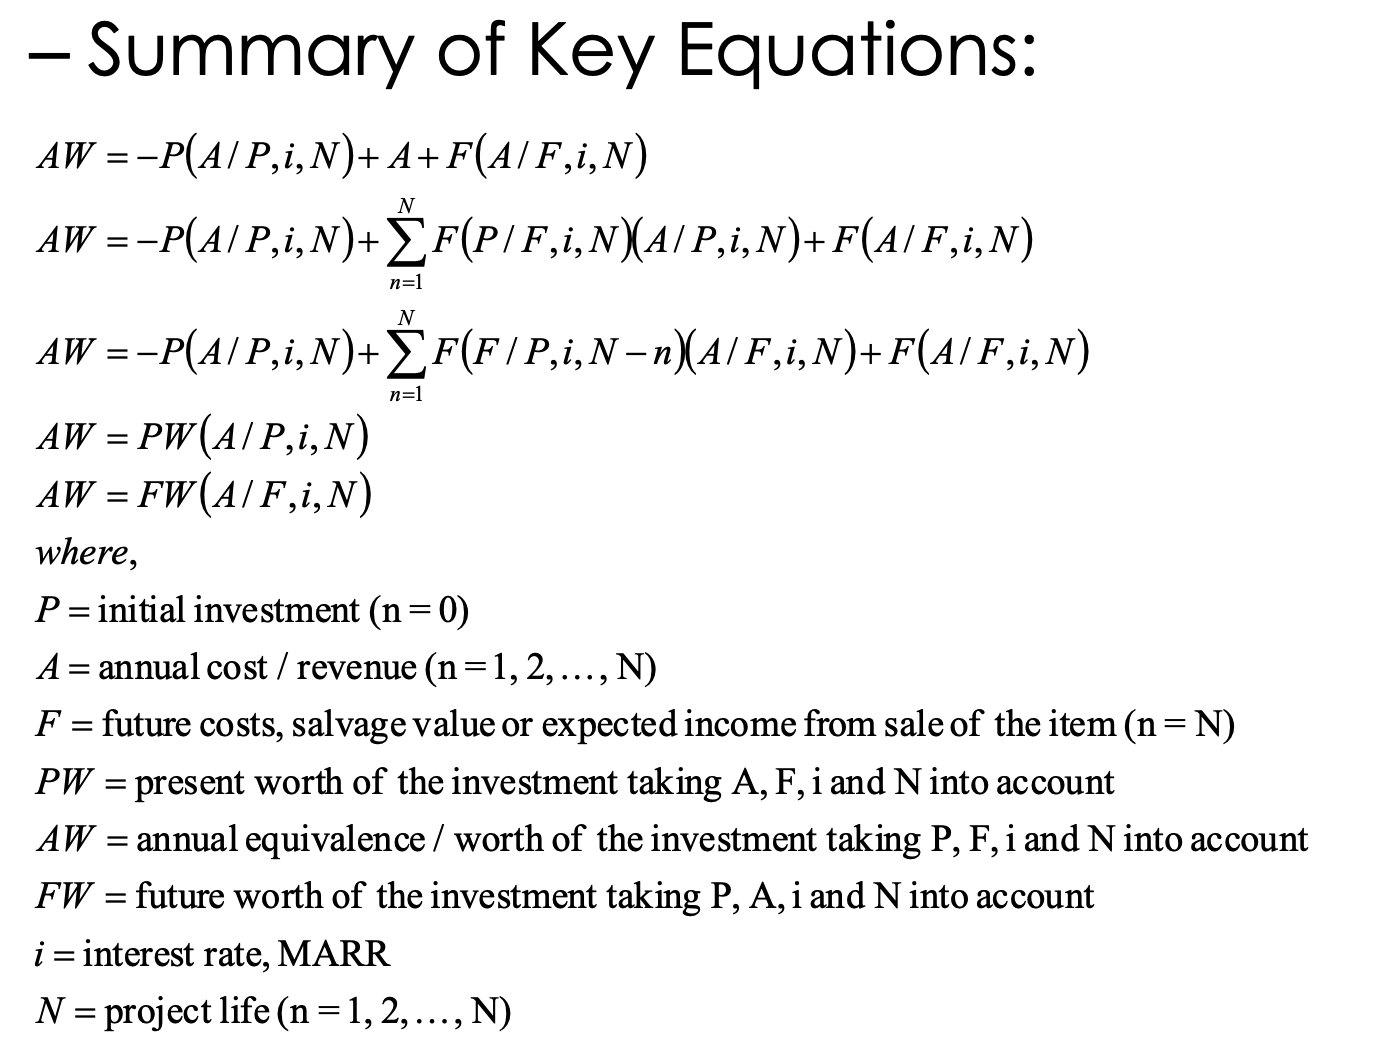 – Summary of Key Equations:
AW = −P(A/P,i,N) + A + F(A/F,i,N)
AW = −P(A/P,i,N) + ∑_{n=1}^{N} F(P/F,i,N)(A/P,i,N) + F(A/F,i,N)
AW = −P(A/P,i,N) + ∑_{n=1}^{N} F(F/P,i,N−n)(A/F,i,N) + F(A/F,i,N)
AW = PW(A/P,i,N)
AW = FW(A/F,i,N)
where,
P = initial investment (n = 0)
A = annual cost / revenue (n = 1, 2, …, N)
F = future costs, salvage value or expected income from sale of the item (n = N)
PW = present worth of the investment taking A, F, i and N into account
AW = annual equivalence / worth of the investment taking P, F, i and N into account
FW = future worth of the investment taking P, A, i and N into account
i = interest rate, MARR
N = project life (n = 1, 2, …, N)